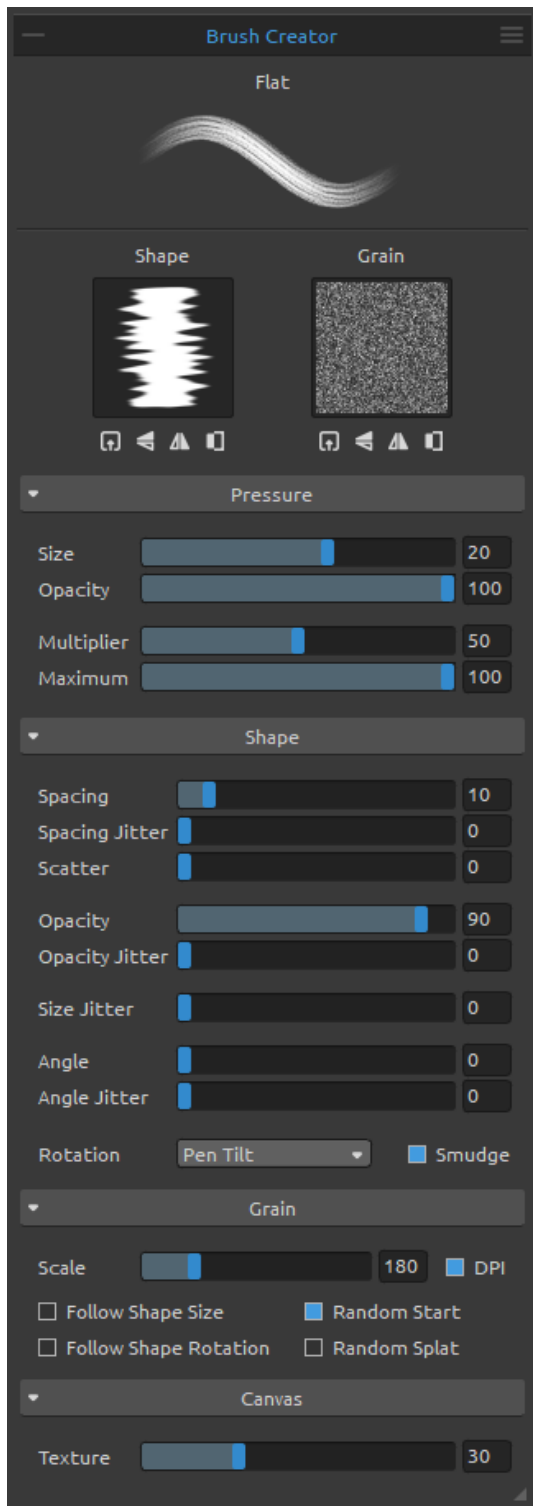 Brush Creator
Flat
Shape Grain
Pressure
Size 20
Opacity 100
Multiplier 50
Maximum 100
Shape
Spacing 10
Spacing Jitter 0
Scatter 0
Opacity 90
Opacity Jitter 0
Size Jitter 0
Angle 0
Angle Jitter 0
Rotation Pen Tilt Smudge
Grain
Scale 180 DPI
Follow Shape Size Random Start
Follow Shape Rotation Random Splat
Canvas
Texture 30